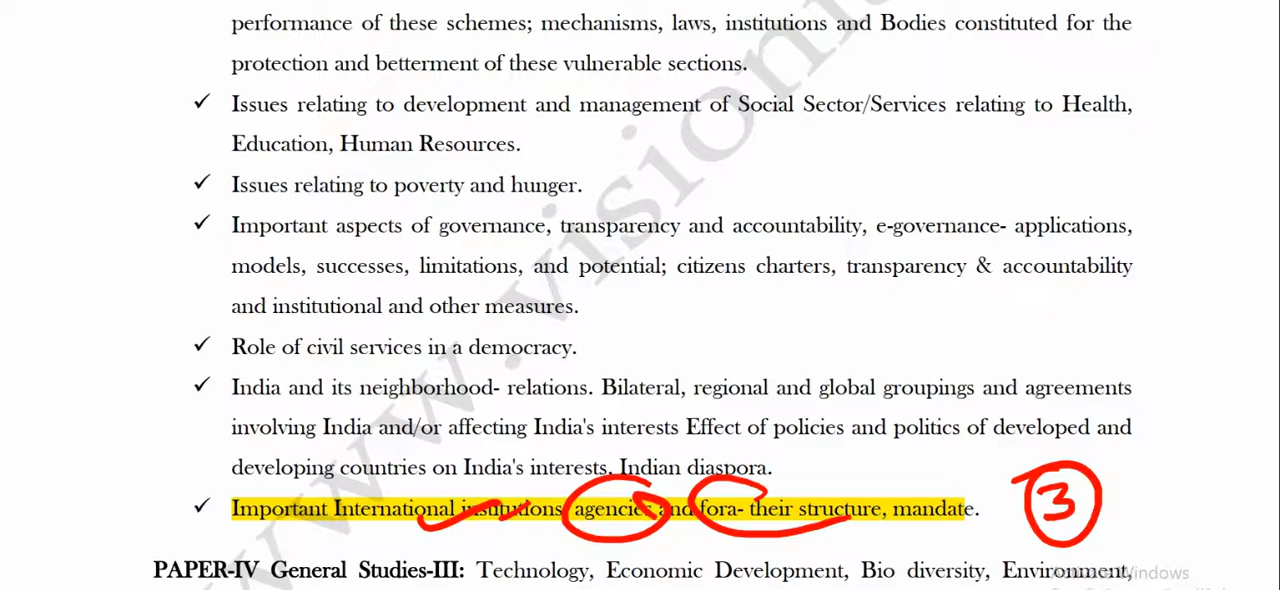 performance of these schemes; mechanisms, laws, institutions and Bodies constituted for the
protection and betterment of these vulnerable sections.
✓ Issues relating to development and management of Social Sector/Services relating to Health,
Education, Human Resources.
✓ Issues relating to poverty and hunger.
✓ Important aspects of governance, transparency and accountability, e-governance- applications,
models, successes, limitations, and potential; citizens charters, transparency & accountability
and institutional and other measures.
✓ Role of civil services in a democracy.
✓ India and its neighborhood- relations. Bilateral, regional and global groupings and agreements
involving India and/or affecting India's interests Effect of policies and politics of developed and
developing countries on India's interests, Indian diaspora.
✓ Important International institutions, agencies and fora- their structure, mandate.
3
PAPER-IV General Studies-III: Technology, Economic Development, Bio diversity, Environment,
www.vision